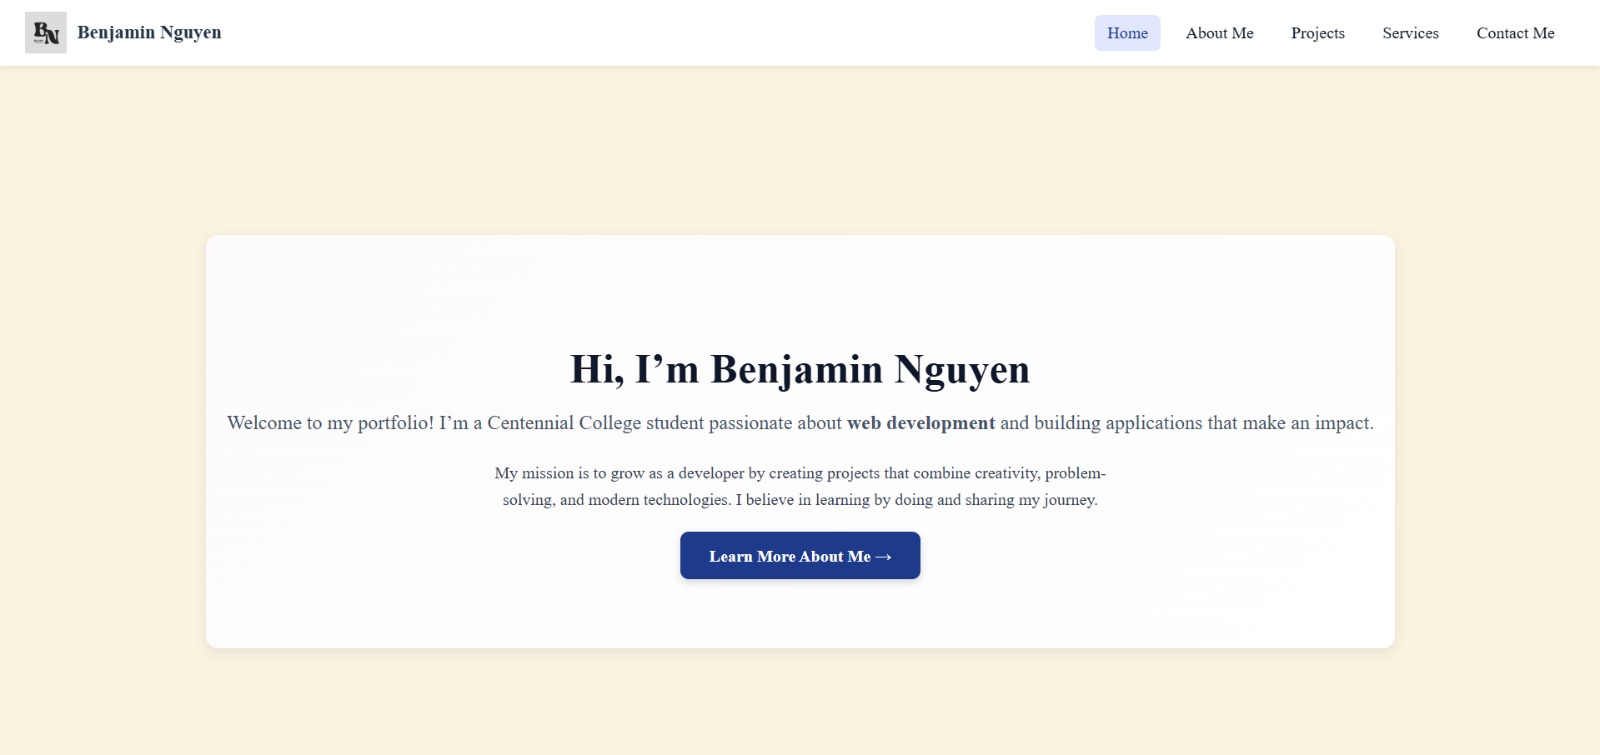 BN
Benjamin Nguyen
Home
About Me
Projects
Services
Contact Me
Hi, I’m Benjamin Nguyen
Welcome to my portfolio! I’m a Centennial College student passionate about web development and building applications that make an impact.
My mission is to grow as a developer by creating projects that combine creativity, problem-
solving, and modern technologies. I believe in learning by doing and sharing my journey.
Learn More About Me →